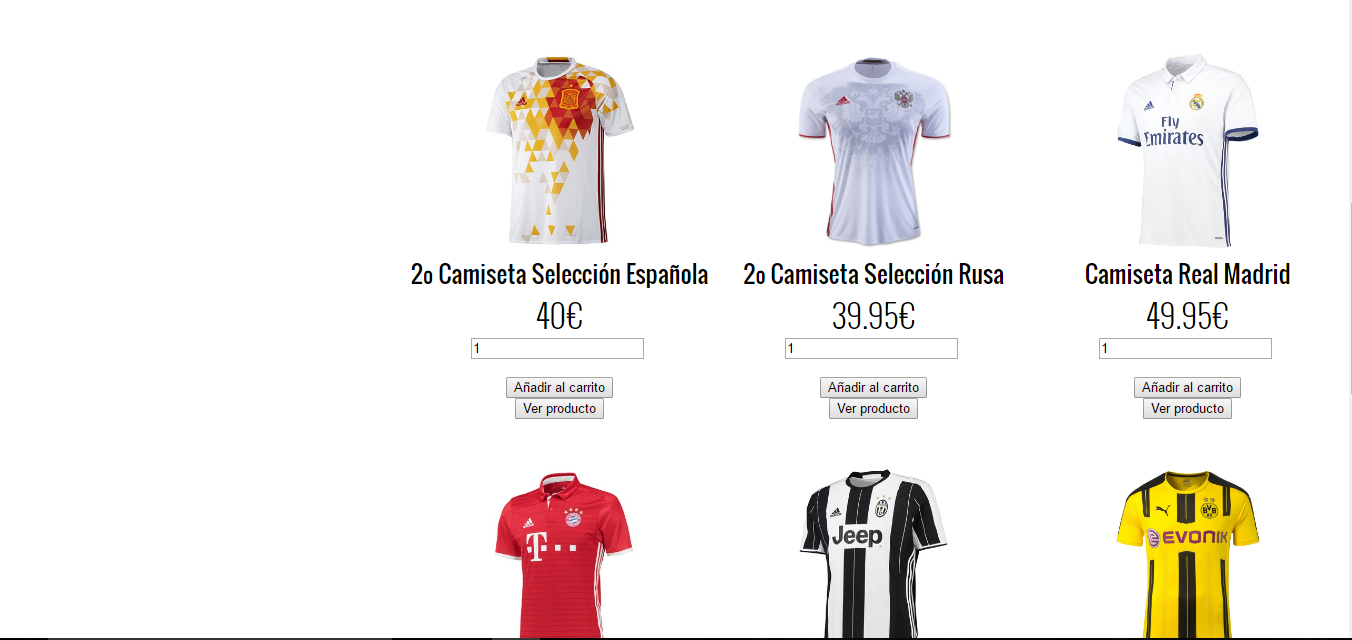 Fly
Emirates
2o Camiseta Selección Española
2o Camiseta Selección Rusa
Camiseta Real Madrid
40€
39.95€
49.95€
1
1
1
Añadir al carrito
Añadir al carrito
Añadir al carrito
Ver producto
Ver producto
Ver producto
T
Jeep
BVB
EVONIK